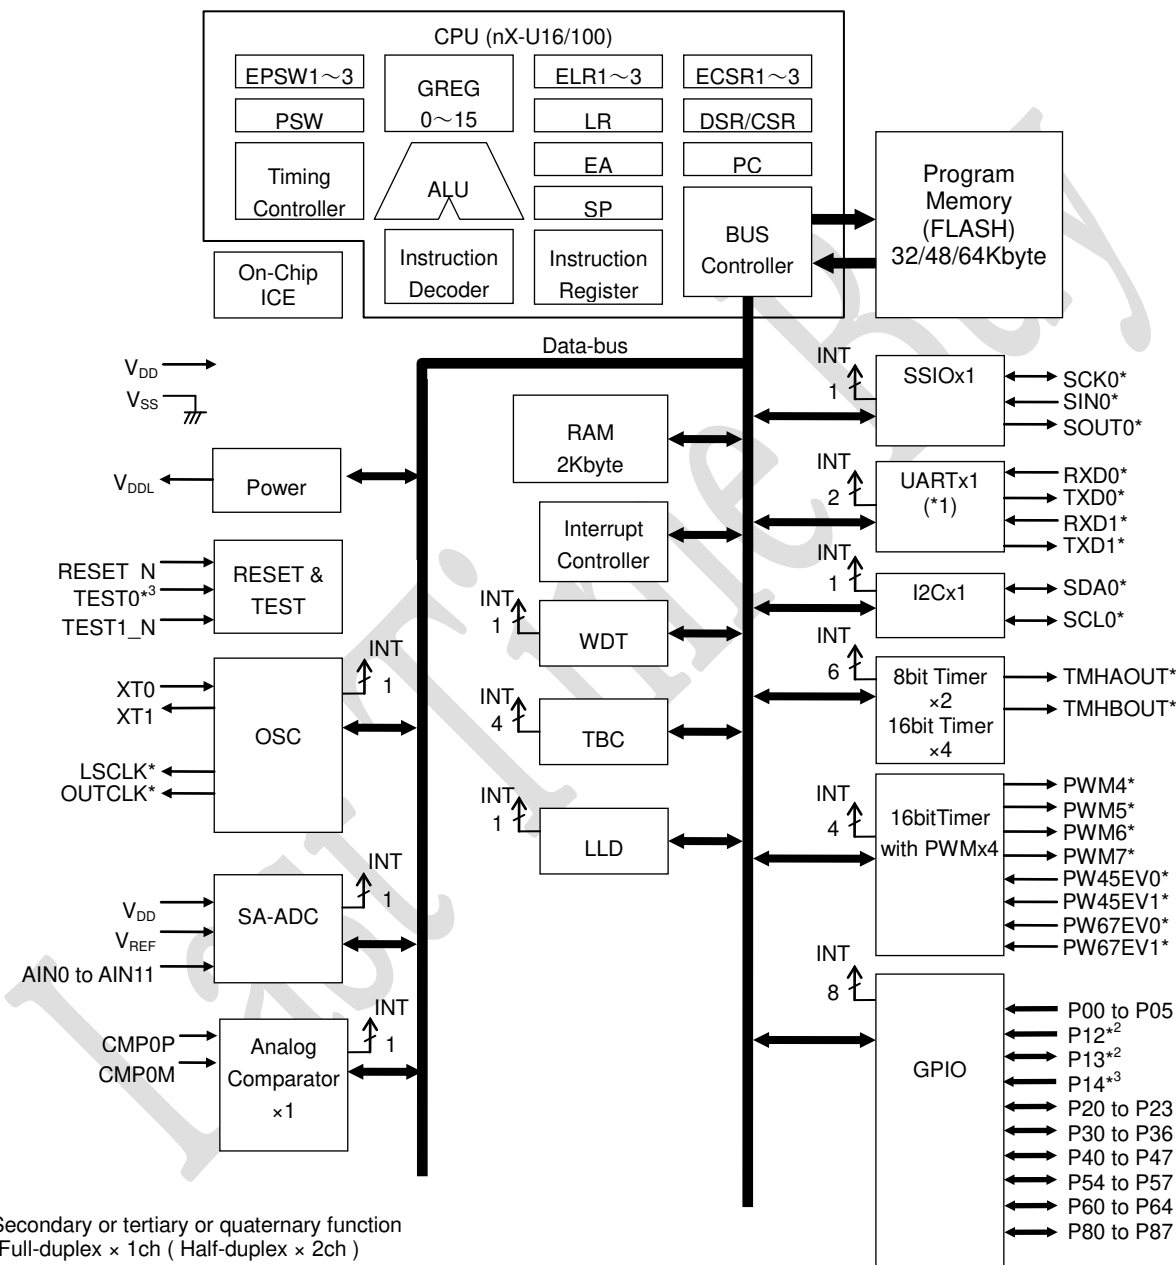 CPU (nX-U16/100)
EPSW1～3
GREG
0～15
ELR1～3
ECSR1～3
PSW
LR
DSR/CSR
Timing
Controller
ALU
EA
PC
SP
BUS
Controller
Program
Memory
(FLASH)
32/48/64Kbyte
On-Chip
ICE
Instruction
Decoder
Instruction
Register
Data-bus
VDD
VSS
VDDL
Power
RESET_N
TEST0*3
TEST1_N
RESET &
TEST
XT0
XT1
LSCLK*
OUTCLK*
OSC
INT
1
VDD
VREF
AIN0 to AIN11
SA-ADC
INT
1
CMP0P
CMP0M
Analog
Comparator
×1
INT
1
RAM
2Kbyte
Interrupt
Controller
INT
1
WDT
INT
4
TBC
INT
1
LLD
INT
1
SSIOx1
SCK0*
SIN0*
SOUT0*
INT
2
UARTx1
(*1)
RXD0*
TXD0*
RXD1*
TXD1*
INT
1
I2Cx1
SDA0*
SCL0*
INT
6
8bit Timer
×2
16bit Timer
×4
TMHAOUT*
TMHBOUT*
INT
4
16bitTimer
with PWMx4
PWM4*
PWM5*
PWM6*
PWM7*
PW45EV0*
PW45EV1*
PW67EV0*
PW67EV1*
INT
8
GPIO
P00 to P05
P12*2
P13*2
P14*3
P20 to P23
P30 to P36
P40 to P47
P54 to P57
P60 to P64
P80 to P87
Secondary or tertiary or quaternary function
Full-duplex × 1ch ( Half-duplex × 2ch )
Last Time Buy